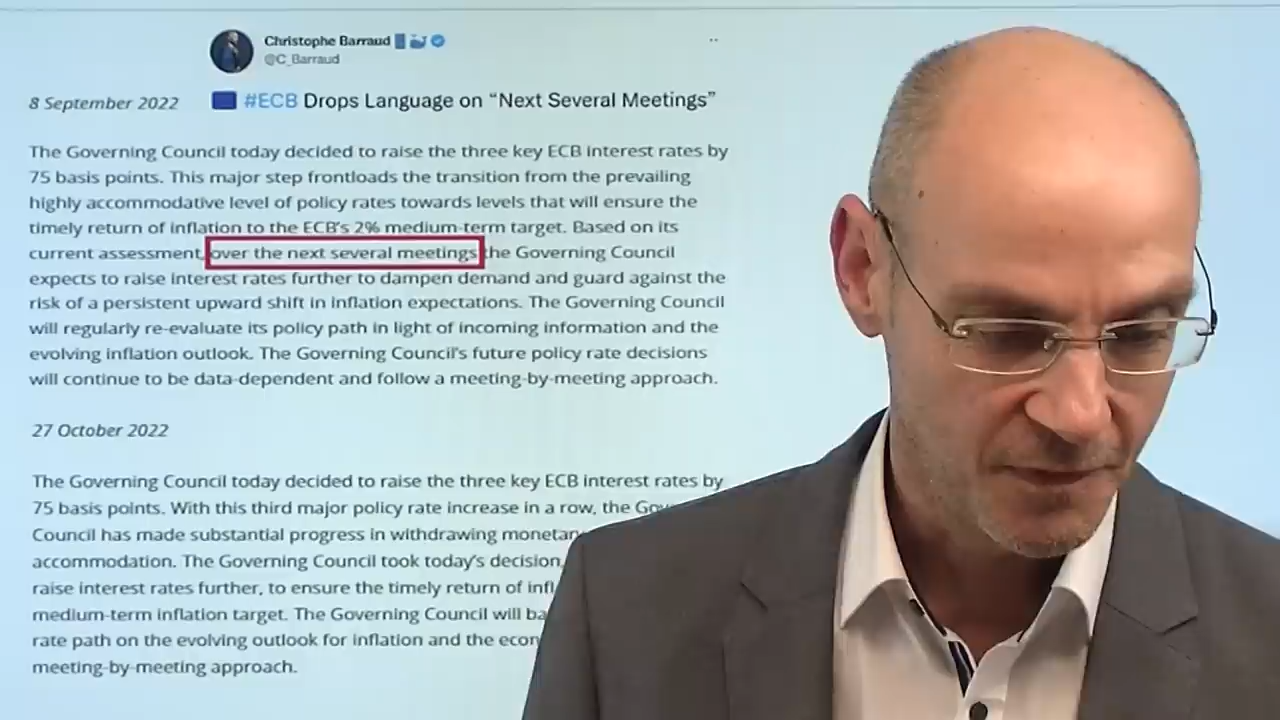 Christophe Barraud
@C_Barraud
8 September 2022
#ECB Drops Language on “Next Several Meetings”
The Governing Council today decided to raise the three key ECB interest rates by
75 basis points. This major step frontloads the transition from the prevailing
highly accommodative level of policy rates towards levels that will ensure the
timely return of inflation to the ECB’s 2% medium-term target. Based on its
current assessment, over the next several meetings the Governing Council
expects to raise interest rates further to dampen demand and guard against the
risk of a persistent upward shift in inflation expectations. The Governing Council
will regularly re-evaluate its policy path in light of incoming information and the
evolving inflation outlook. The Governing Council’s future policy rate decisions
will continue to be data-dependent and follow a meeting-by-meeting approach.
27 October 2022
The Governing Council today decided to raise the three key ECB interest rates by
75 basis points. With this third major policy rate increase in a row, the
Council has made substantial progress in withdrawing
accommodation. The Governing Council took today’s decision,
raise interest rates further, to ensure the timely return of
medium-term inflation target. The Governing Council will
rate path on the evolving outlook for inflation and the
meeting-by-meeting approach.